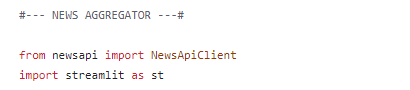 #--- NEWS AGGREGATOR ---#
from newsapi import NewsApiClient
import streamlit as st